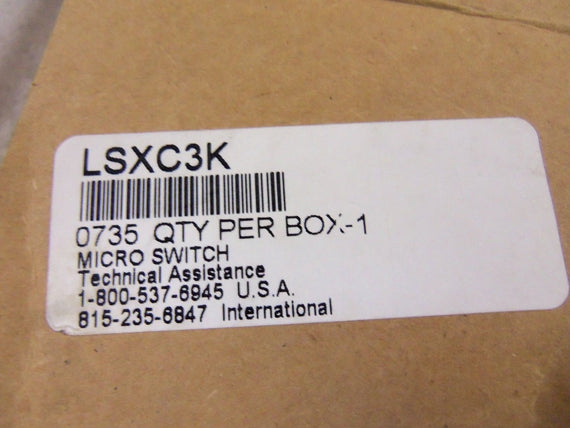 LSXC3K
0735 QTY PER BOX-1
MICRO SWITCH
Technical Assistance
1-800-537-6945 U.S.A.
815-235-6847 International